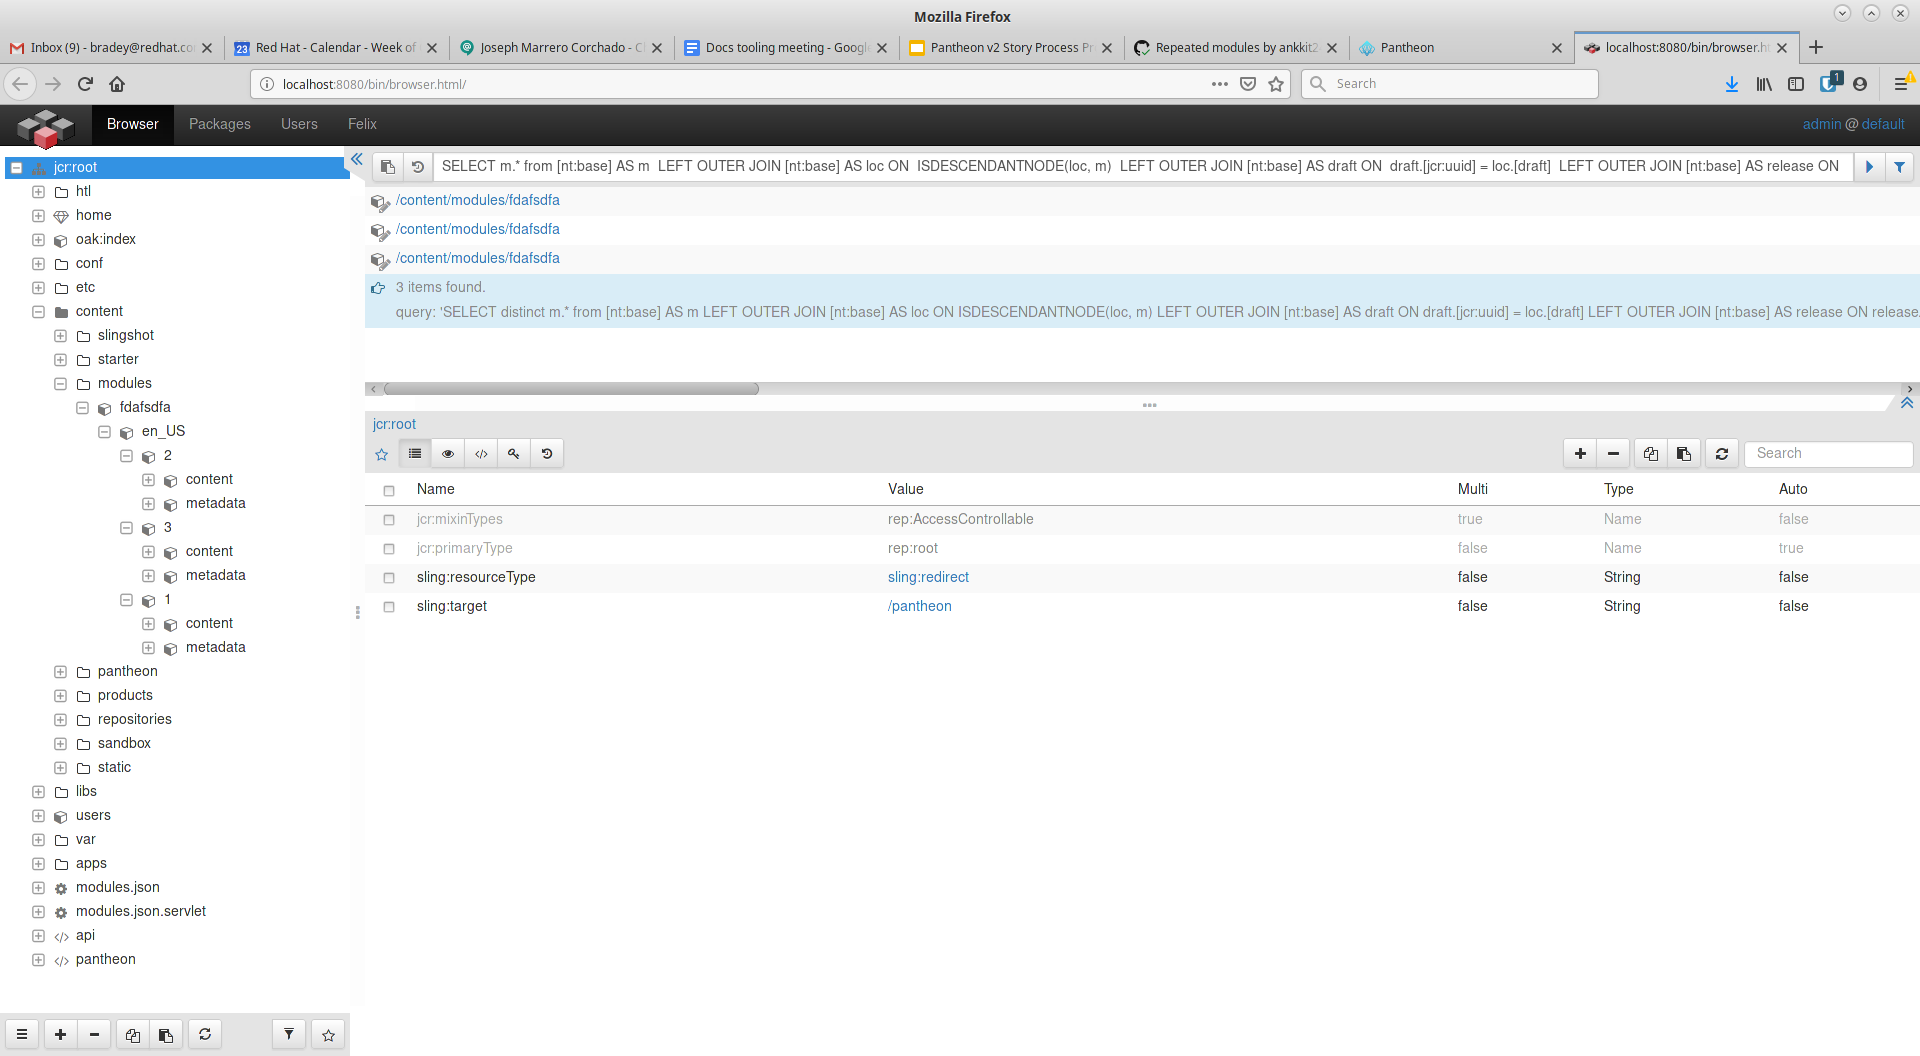 Mozilla Firefox
Inbox (9) - bradey@redhat.co
Red Hat - Calendar - Week of
Joseph Marrero Corchado - C
Docs tooling meeting - Google
Pantheon v2 Story Process Pr
Repeated modules by ankkit2
Pantheon
localhost:8080/bin/browser.h
localhost:8080/bin/browser.html/
Search
1
Browser Packages Users Felix
admin @ default
jcr:root
htl
home
oak:index
conf
etc
content
slingshot
starter
modules
fdafsdfa
en_US
2
content
metadata
3
content
metadata
1
content
metadata
pantheon
products
repositories
sandbox
static
libs
users
var
apps
modules.json
modules.json.servlet
api
pantheon
SELECT m.* from [nt:base] AS m  LEFT OUTER JOIN [nt:base] AS loc ON  ISDESCENDANTNODE(loc, m)  LEFT OUTER JOIN [nt:base] AS draft ON  draft.[jcr:uuid] = loc.[draft]  LEFT OUTER JOIN [nt:base] AS release ON
/content/modules/fdafsdfa
/content/modules/fdafsdfa
/content/modules/fdafsdfa
3 items found.
query: 'SELECT distinct m.* from [nt:base] AS m LEFT OUTER JOIN [nt:base] AS loc ON ISDESCENDANTNODE(loc, m) LEFT OUTER JOIN [nt:base] AS draft ON draft.[jcr:uuid] = loc.[draft] LEFT OUTER JOIN [nt:base] AS release ON release.
jcr:root
Search
Name Value Multi Type Auto
jcr:mixinTypes rep:AccessControllable true Name false
jcr:primaryType rep:root false Name true
sling:resourceType sling:redirect false String false
sling:target /pantheon false String false